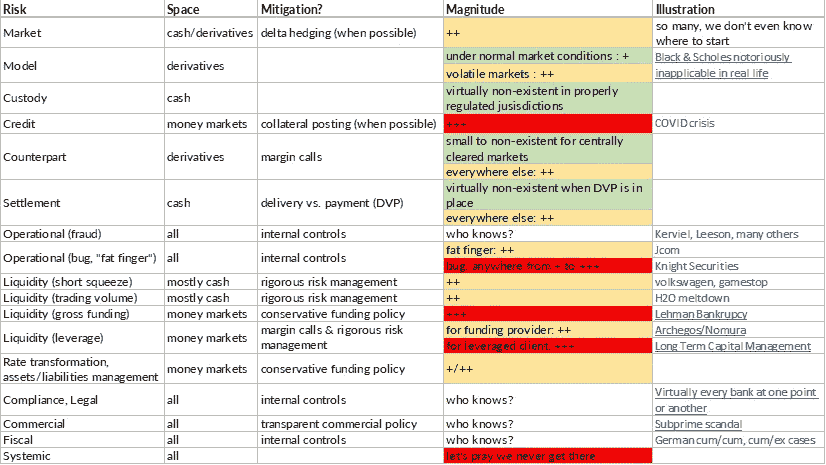 Risk Space Mitigation? Magnitude Illustration
Market cash/derivatives delta hedging (when possible) ++ so many, we don't even know
where to start
Model derivatives under normal market conditions : + Black & Scholes notoriously
volatile markets : ++ inapplicable in real life
Custody cash virtually non-existent in properly
regulated jusisdictions
Credit money markets collateral posting (when possible) +++ COVID crisis
Counterpart derivatives margin calls small to non-existent for centrally
cleared markets
everywhere else: ++
Settlement cash delivery vs. payment (DVP) virtually non-existent when DVP is in
place
everywhere else: ++
Operational (fraud) all internal controls who knows? Kerviel, Leeson, many others
Operational (bug, "fat finger") all internal controls fat finger: ++ Jcom
bug: anywhere from + to +++ Knight Securities
Liquidity (short squeeze) mostly cash rigorous risk management ++ volkswagen, gamestop
Liquidity (trading volume) mostly cash rigorous risk management ++ H2O meltdown
Liquidity (gross funding) money markets conservative funding policy +++ Lehman Bankrupcy
Liquidity (leverage) money markets margin calls & rigorous risk for funding provider: ++ Archegos/Nomura
management for leveraged client: +++ Long Term Capital Management
Rate transformation,
assets/liabilities management money markets conservative funding policy +/++
Compliance, Legal all internal controls who knows? Virtually every bank at one point
or another
Commercial all transparent commercial policy who knows? Subprime scandal
Fiscal all internal controls who knows? German cum/cum, cum/ex cases
Systemic all let's pray we never get there